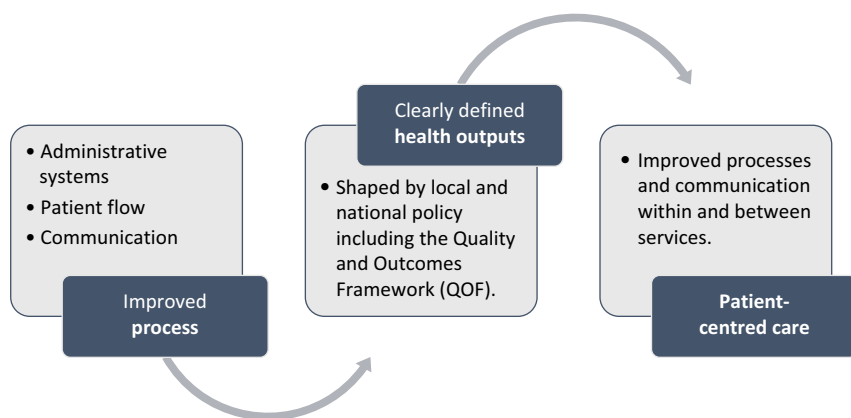 • Administrative
systems
• Patient flow
• Communication
Improved
process
Clearly defined
health outputs
• Shaped by local and
national policy
including the Quality
and Outcomes
Framework (QOF).
• Improved processes
and communication
within and between
services.
Patient-
centred care